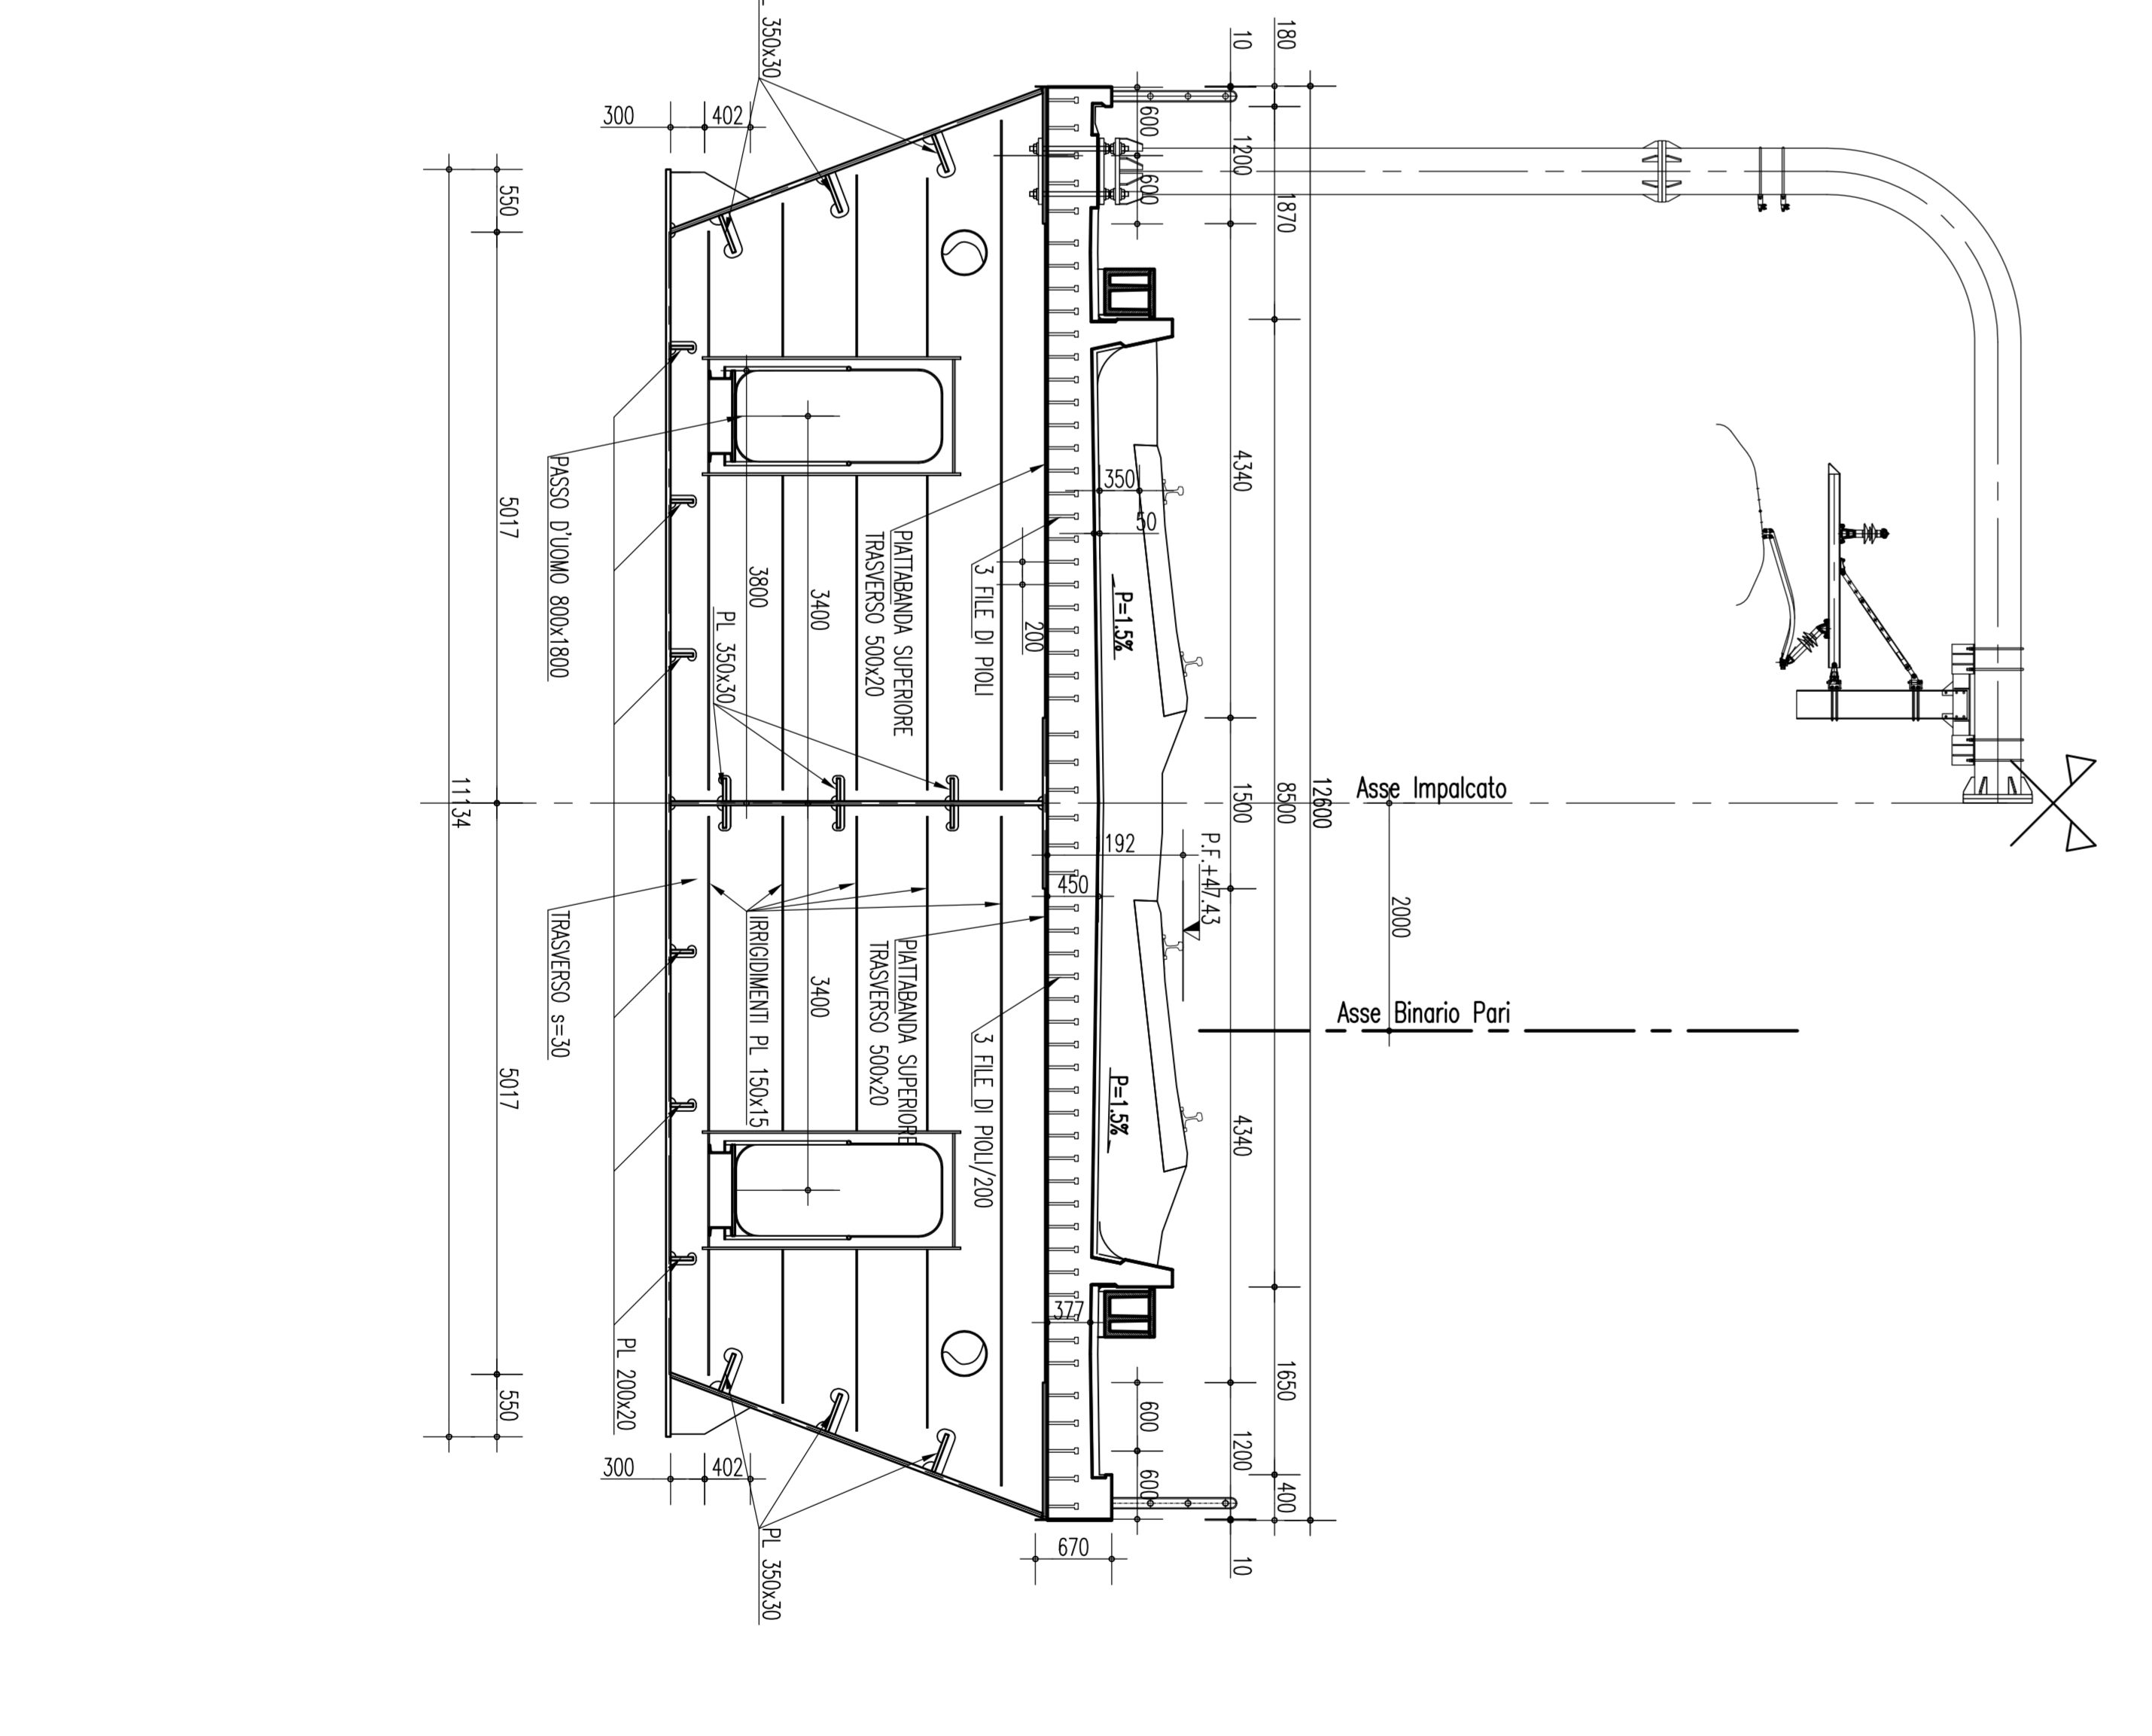 180
10
600
1200
600
1870
4340
350
50
P=1.5%
200
3 FILE DI PIOLI
PIATTABANDA SUPERIORE
TRASVERSO 500x20
3400
3800
PL 350x30
PASSO D'UOMO 800x1800
350x30
300
402
550
5017
11134
Asse Impalcato
12600
8500
1500
192
450
P.F.+47.43
2000
Asse Binario Pari
P=1.5%
4340
3 FILE DI PIOLI/200
PIATTABANDA SUPERIORE
TRASVERSO 500x20
3400
IRRIGIDIMENTI PL 150x15
TRASVERSO s=30
5017
550
PL 200x20
377
1650
600
1200
600
400
10
670
300
402
PL 350x30